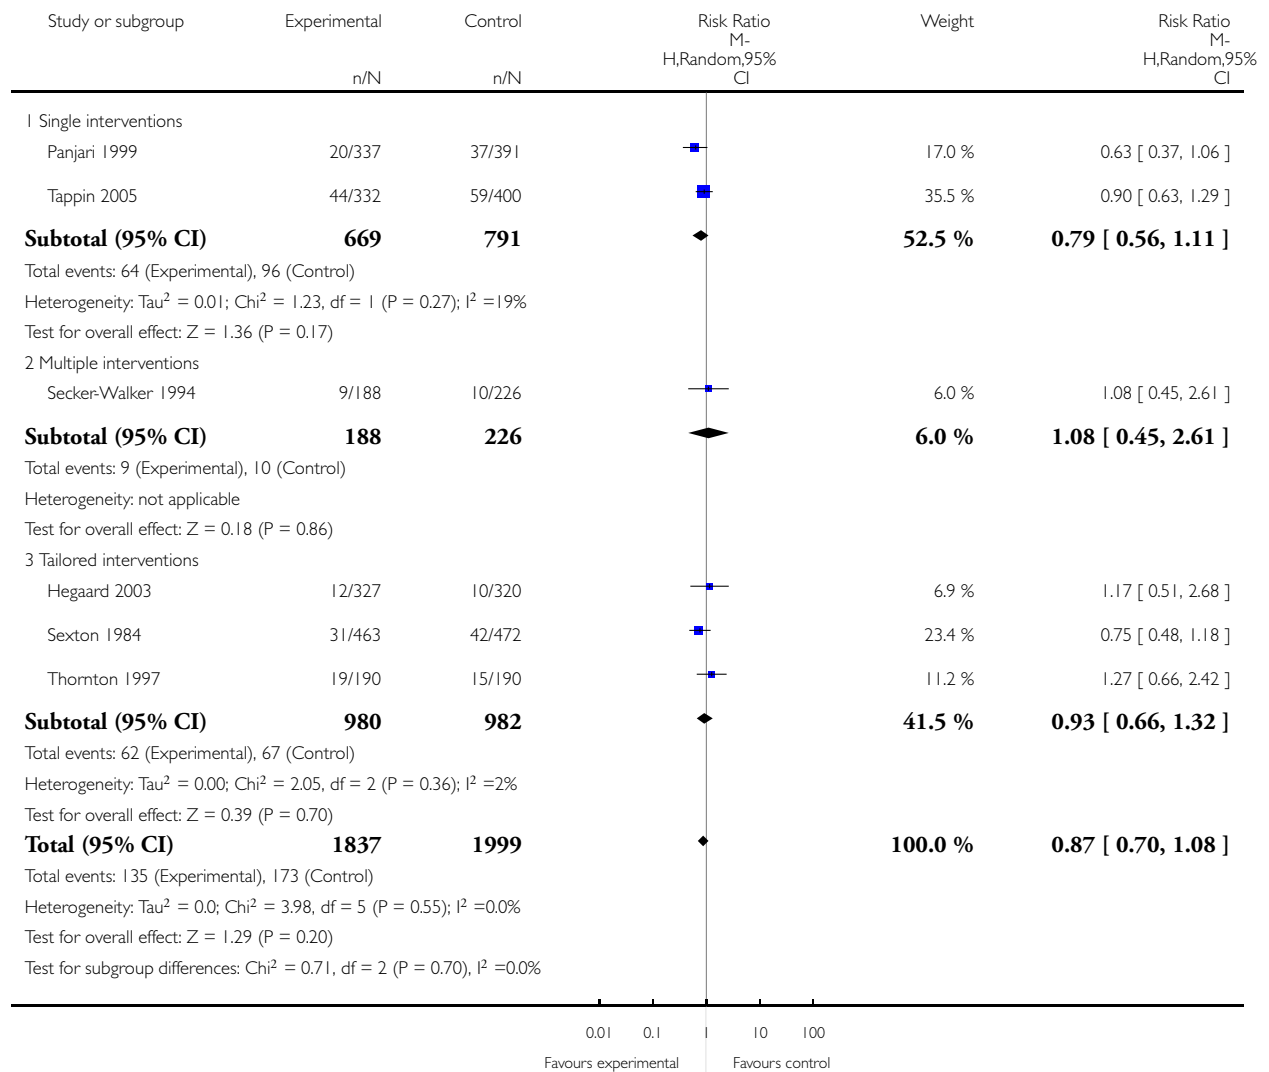 Study or subgroup Experimental Control Risk Ratio Weight Risk Ratio
M- M-
H,Random,95% H,Random,95%
n/N n/N CI CI
1 Single interventions
Panjari 1999 20/337 37/391 17.0 % 0.63 [ 0.37, 1.06 ]
Tappin 2005 44/332 59/400 35.5 % 0.90 [ 0.63, 1.29 ]
Subtotal (95% CI) 669 791 52.5 % 0.79 [ 0.56, 1.11 ]
Total events: 64 (Experimental), 96 (Control)
Heterogeneity: Tau² = 0.01; Chi² = 1.23, df = 1 (P = 0.27); I² =19%
Test for overall effect: Z = 1.36 (P = 0.17)
2 Multiple interventions
Secker-Walker 1994 9/188 10/226 6.0 % 1.08 [ 0.45, 2.61 ]
Subtotal (95% CI) 188 226 6.0 % 1.08 [ 0.45, 2.61 ]
Total events: 9 (Experimental), 10 (Control)
Heterogeneity: not applicable
Test for overall effect: Z = 0.18 (P = 0.86)
3 Tailored interventions
Hegaard 2003 12/327 10/320 6.9 % 1.17 [ 0.51, 2.68 ]
Sexton 1984 31/463 42/472 23.4 % 0.75 [ 0.48, 1.18 ]
Thornton 1997 19/190 15/190 11.2 % 1.27 [ 0.66, 2.42 ]
Subtotal (95% CI) 980 982 41.5 % 0.93 [ 0.66, 1.32 ]
Total events: 62 (Experimental), 67 (Control)
Heterogeneity: Tau² = 0.00; Chi² = 2.05, df = 2 (P = 0.36); I² =2%
Test for overall effect: Z = 0.39 (P = 0.70)
Total (95% CI) 1837 1999 100.0 % 0.87 [ 0.70, 1.08 ]
Total events: 135 (Experimental), 173 (Control)
Heterogeneity: Tau² = 0.0; Chi² = 3.98, df = 5 (P = 0.55); I² =0.0%
Test for overall effect: Z = 1.29 (P = 0.20)
Test for subgroup differences: Chi² = 0.71, df = 2 (P = 0.70), I² =0.0%
0.01 0.1 1 10 100
Favours experimental Favours control